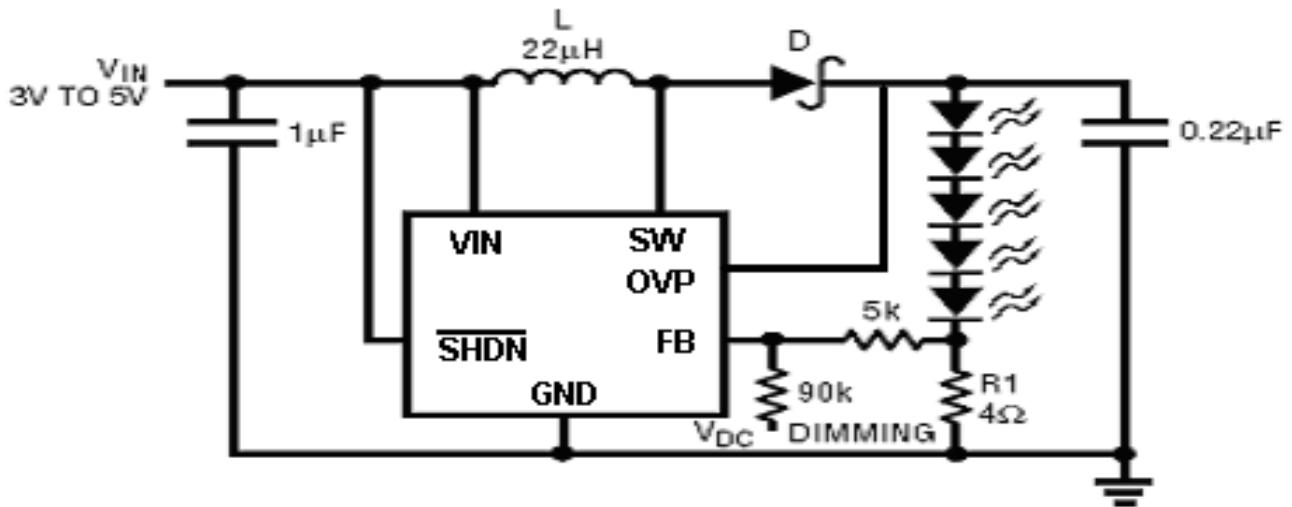 L
22µH
D
VIN
3V TO 5V
1µF
0.22µF
VIN
SW
OVP
5k
SHDN
FB
R1
4Ω
90k
GND
VDC
DIMMING